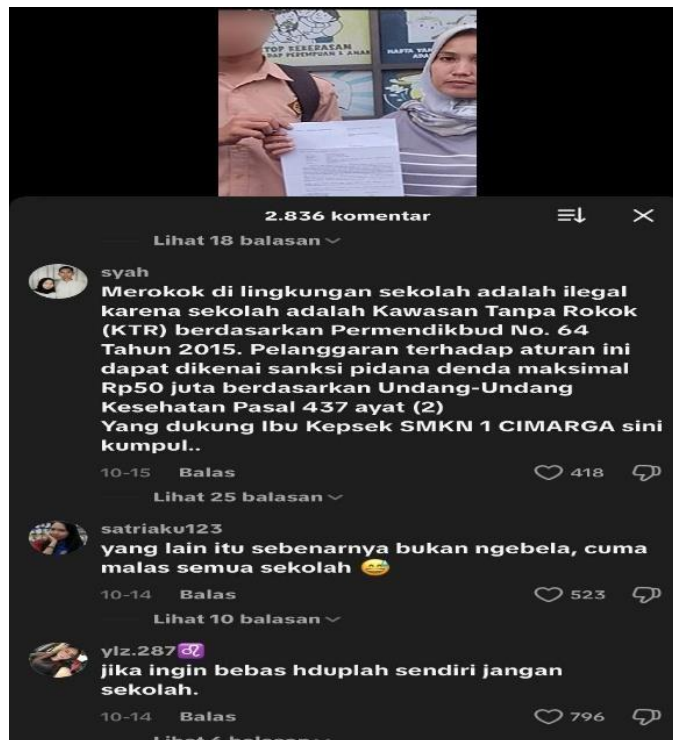 TOP KEKERASAN
DAP PEREMPUAN & ANAK
2.836 komentar
Lihat 18 balasan
syah
Merokok di lingkungan sekolah adalah ilegal
karena sekolah adalah Kawasan Tanpa Rokok
(KTR) berdasarkan Permendikbud No. 64
Tahun 2015. Pelanggaran terhadap aturan ini
dapat dikenai sanksi pidana denda maksimal
Rp50 juta berdasarkan Undang-Undang
Kesehatan Pasal 437 ayat (2)
Yang dukung Ibu Kepsek SMKN 1 CIMARGA sini
kumpul..
10-15 Balas 418
Lihat 25 balasan
satriaku123
yang lain itu sebenarnya bukan ngebela, cuma
malas semua sekolah 😅
10-14 Balas 523
Lihat 10 balasan
ylz.287♌
jika ingin bebas hduplah sendiri jangan
sekolah.
10-14 Balas 796